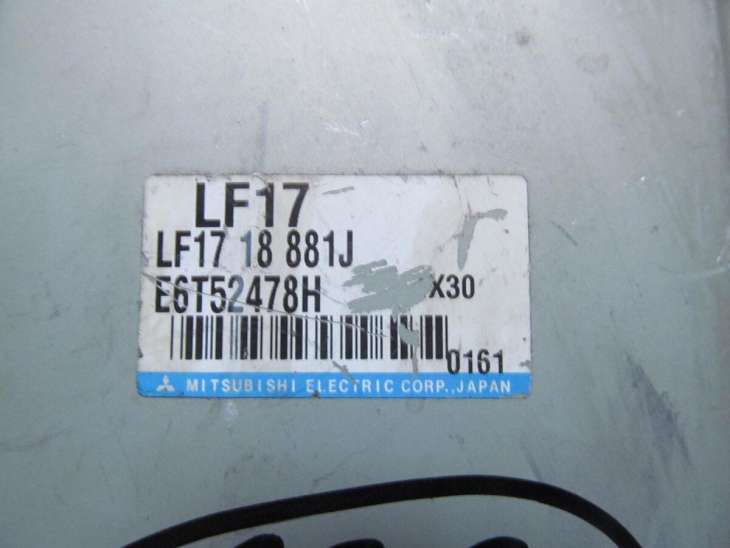 LF17
LF17 18 881J
E6T52478H X30
0161
MITSUBISHI ELECTRIC CORP.,JAPAN